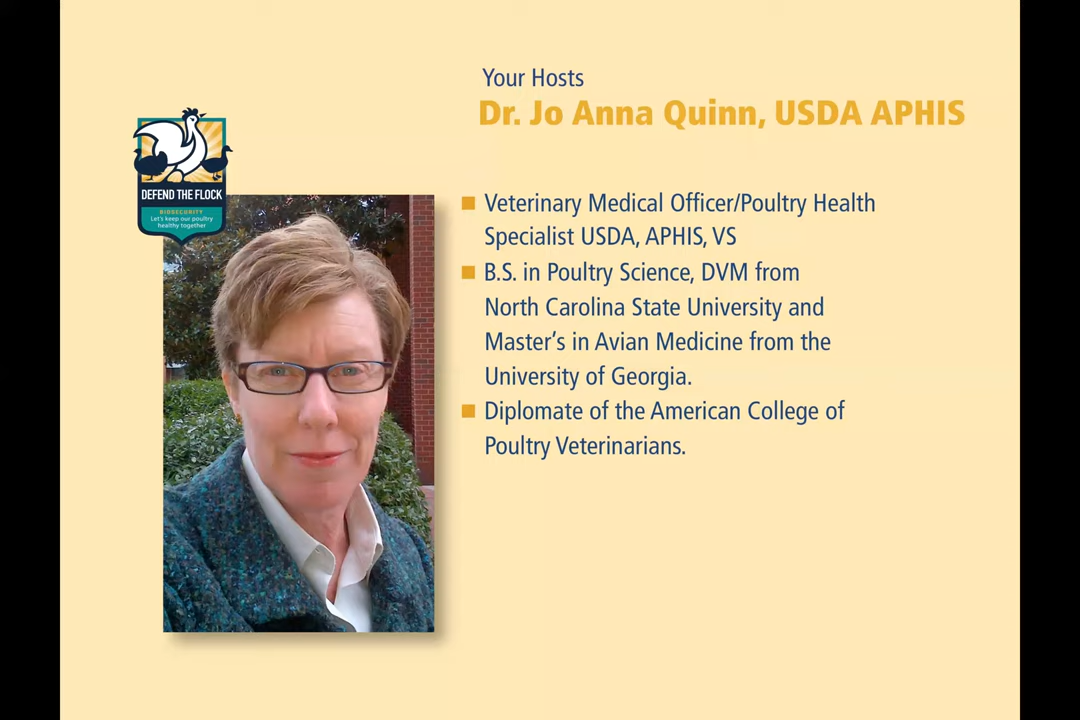 Your Hosts
Dr. Jo Anna Quinn, USDA APHIS
DEFEND THE FLOCK
BIOSECURITY
Let's keep our poultry
healthy together
Veterinary Medical Officer/Poultry Health
Specialist USDA, APHIS, VS
B.S. in Poultry Science, DVM from
North Carolina State University and
Master’s in Avian Medicine from the
University of Georgia.
Diplomate of the American College of
Poultry Veterinarians.